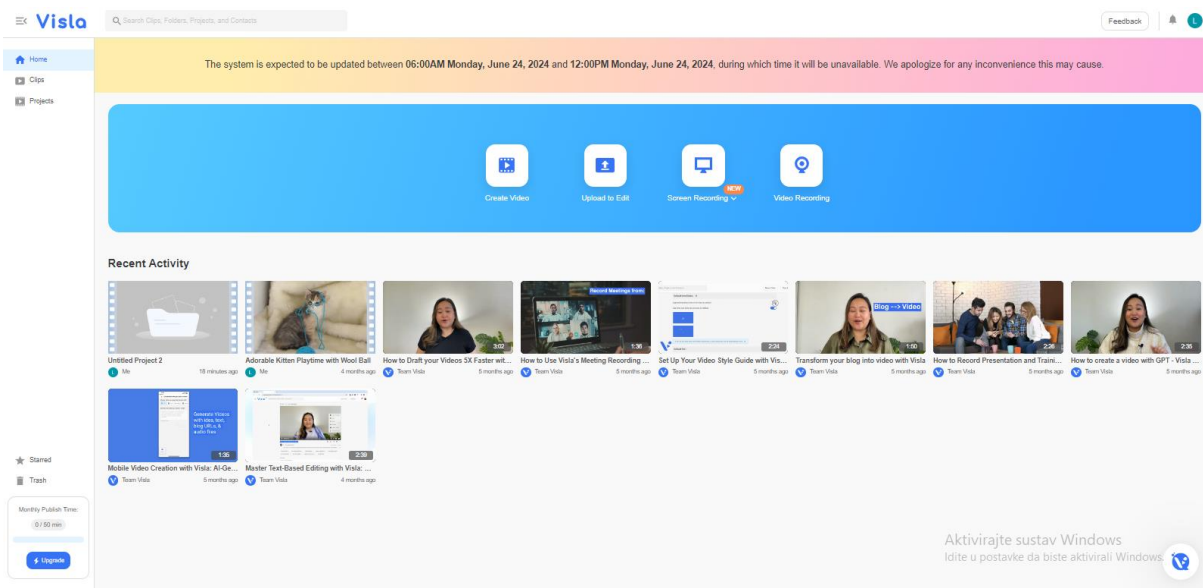 Visla
Search Clips, Folders, Projects, and Contacts
Feedback
L
Home
Clips
Projects
The system is expected to be updated between 06:00AM Monday, June 24, 2024 and 12:00PM Monday, June 24, 2024, during which time it will be unavailable. We apologize for any inconvenience this may cause.
Create Video
Upload to Edit
Screen Recording
NEW
Video Recording
Recent Activity
Untitled Project 2
L Me 18 minutes ago
Adorable Kitten Playtime with Wool Ball
L Me 4 months ago
3:02
How to Draft your Videos 5X Faster wit...
Team Visla 5 months ago
Record Meetings from:
1:36
How to Use Visla's Meeting Recording ...
Team Visla 5 months ago
2:24
Set Up Your Video Style Guide with Vis...
Team Visla 5 months ago
Blog --> Video
1:50
Transform your blog into video with Visla
Team Visla 5 months ago
2:26
How to Record Presentation and Traini...
Team Visla 5 months ago
2:35
How to create a video with GPT - Visla ...
Team Visla 5 months ago
Generate Videos
with idea, text,
blog URLs, &
audio files
1:35
Mobile Video Creation with Visla: AI-Ge...
Team Visla 5 months ago
2:39
Master Text-Based Editing with Visla: ...
Team Visla 4 months ago
Starred
Trash
Monthly Publish Time:
0 / 50 min
Upgrade
Aktivirajte sustav Windows
Idite u postavke da biste aktivirali Windows